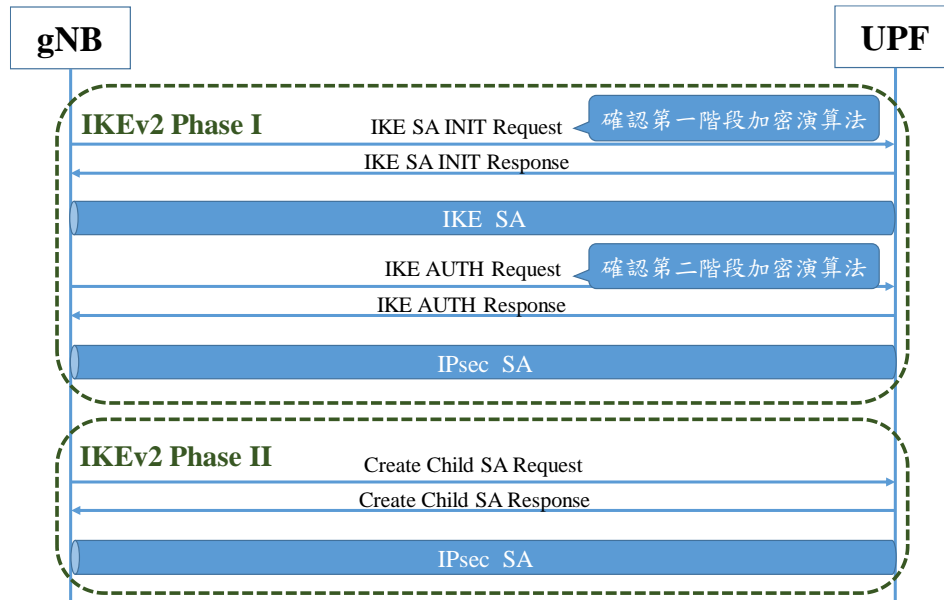 gNB
UPF
IKEv2 Phase I
IKE SA INIT Request
確認第一階段加密演算法
IKE SA INIT Response
IKE SA
IKE AUTH Request
確認第二階段加密演算法
IKE AUTH Response
IPsec SA
IKEv2 Phase II
Create Child SA Request
Create Child SA Response
IPsec SA